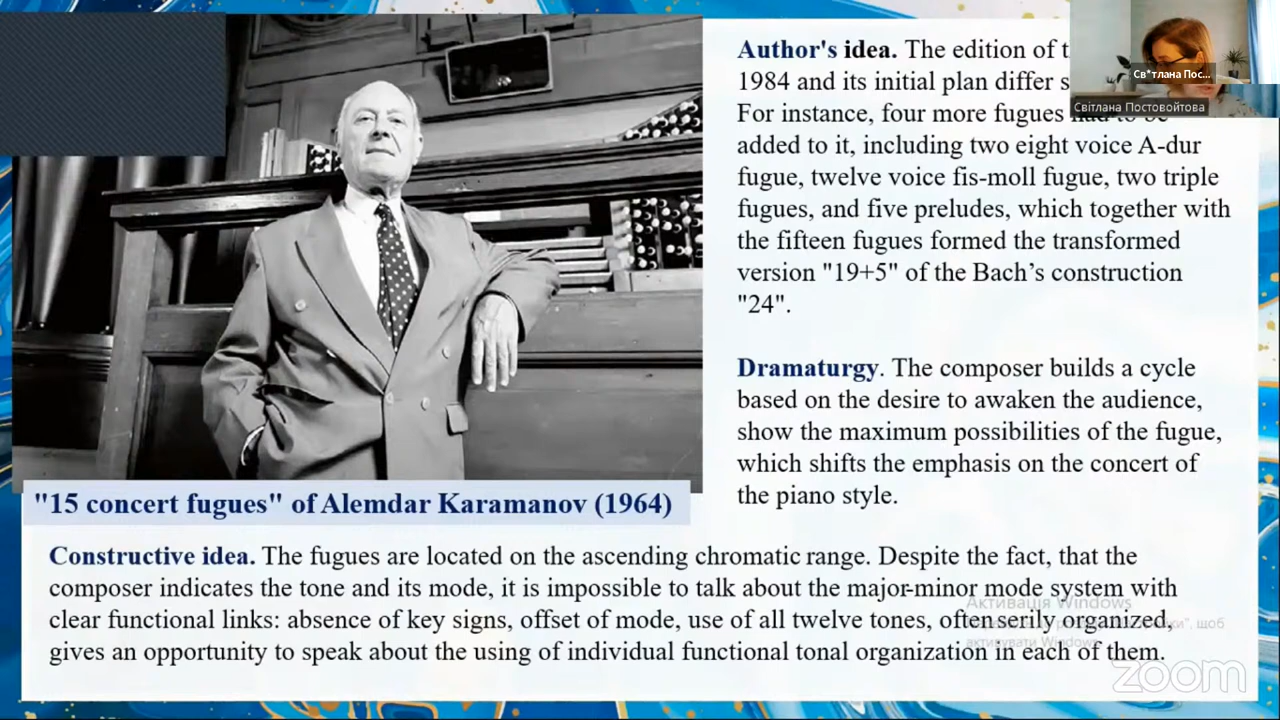 Author's idea. The edition of t
1984 and its initial plan differ s
For instance, four more fugues had to be
added to it, including two eight voice A-dur
fugue, twelve voice fis-moll fugue, two triple
fugues, and five preludes, which together with
the fifteen fugues formed the transformed
version "19+5" of the Bach’s construction
"24".
Dramaturgy. The composer builds a cycle
based on the desire to awaken the audience,
show the maximum possibilities of the fugue,
which shifts the emphasis on the concert of
the piano style.
"15 concert fugues" of Alemdar Karamanov (1964)
Constructive idea. The fugues are located on the ascending chromatic range. Despite the fact, that the
composer indicates the tone and its mode, it is impossible to talk about the major-minor mode system with
clear functional links: absence of key signs, offset of mode, use of all twelve tones, often serily organized,
gives an opportunity to speak about the using of individual functional tonal organization in each of them.
Св"тлана Пос...
Світлана Постовойтова
Активація Windows
щоб
активувати Windows.
zoom